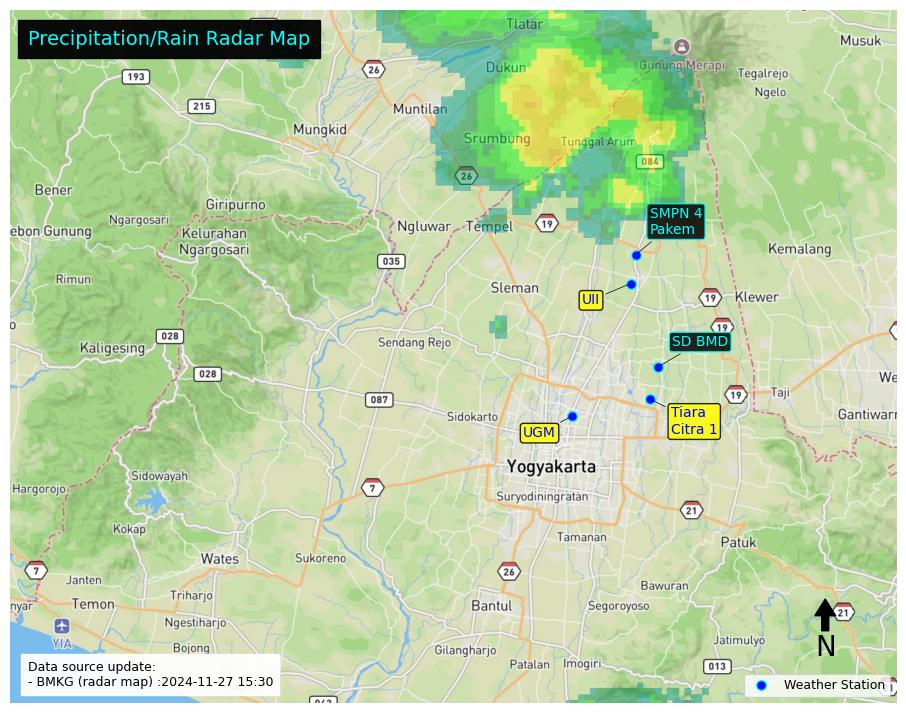 Precipitation/Rain Radar Map
Tlatar
Musuk
26
193
Dukun
Gunung Merapi
Tegalrejo
215
Muntilan
Ngelo
Mungkid
Srumbung
Tunggal Arum
084
26
Bener
Giripurno
SMPN 4
Pakem
Ngargosari
ebon Gunung
Kelurahan
Ngargosari
Ngluwar
Tempel
19
Kemalang
035
Rimun
Sleman
UII
19
Klewer
19
028
Sendang Rejo
SD BMD
Kaligesing
028
We
087
19
Taji
Sidokarto
UGM
Tiara
Citra 1
Gantiwarn
Yogyakarta
Sidowayah
Hargorojo
7
Suryodiningratan
21
Kokap
Tamanan
Patuk
Wates
Sukoreno
7
26
Janten
Bawuran
Triharjo
Temon
Bantul
Segoroyoso
21
nyar
Ngestiharjo
YIA
N
Bojong
Gilangharjo
Jatimulyo
Patalan
Imogiri
013
Data source update:
- BMKG (radar map) :2024-11-27 15:30
Weather Station